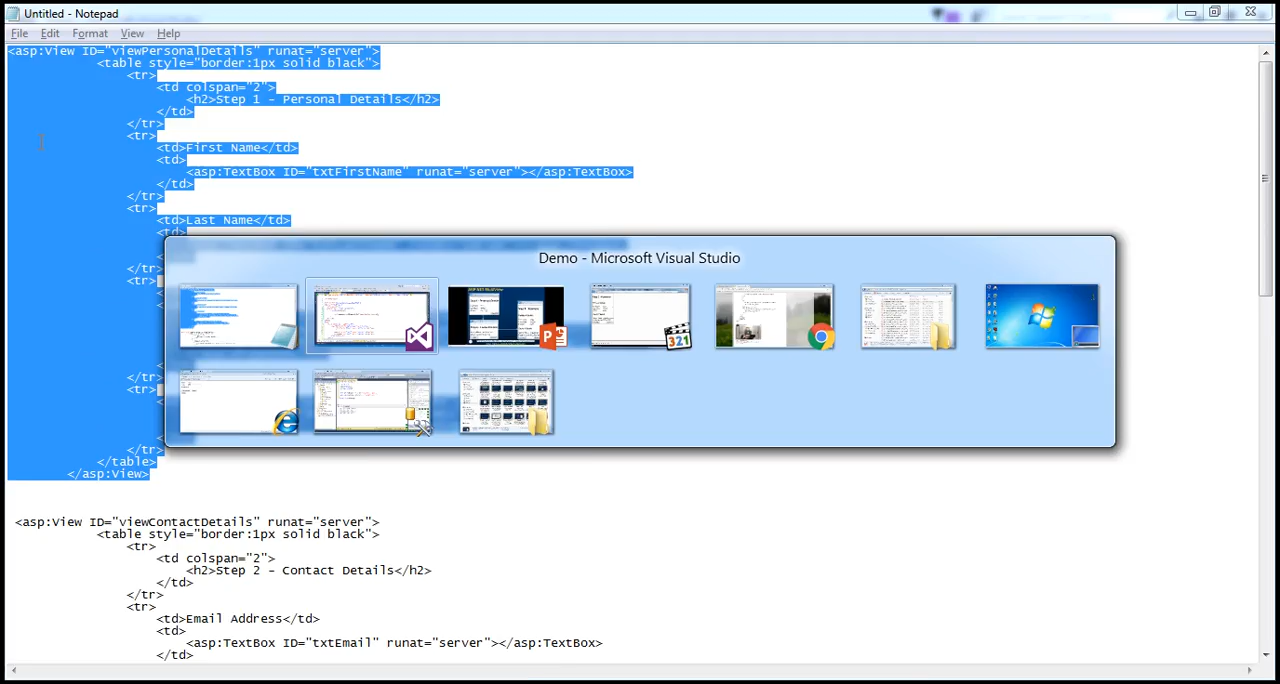 Untitled - Notepad
File Edit Format View Help
<asp:View ID="viewPersonalDetails" runat="server">
<table style="border:1px solid black">
<tr>
<td colspan="2">
<h2>Step 1 - Personal Details</h2>
</td>
</tr>
<tr>
<td>First Name</td>
<td>
<asp:TextBox ID="txtFirstName" runat="server"></asp:TextBox>
</td>
</tr>
<tr>
<td>Last Name</td>
<td>
Demo - Microsoft Visual Studio
</tr>
<tr>
</tr>
<tr>
</tr>
</table>
</asp:View>
<asp:View ID="viewContactDetails" runat="server">
<table style="border:1px solid black">
<tr>
<td colspan="2">
<h2>Step 2 - Contact Details</h2>
</td>
</tr>
<tr>
<td>Email Address</td>
<td>
<asp:TextBox ID="txtEmail" runat="server"></asp:TextBox>
</td>